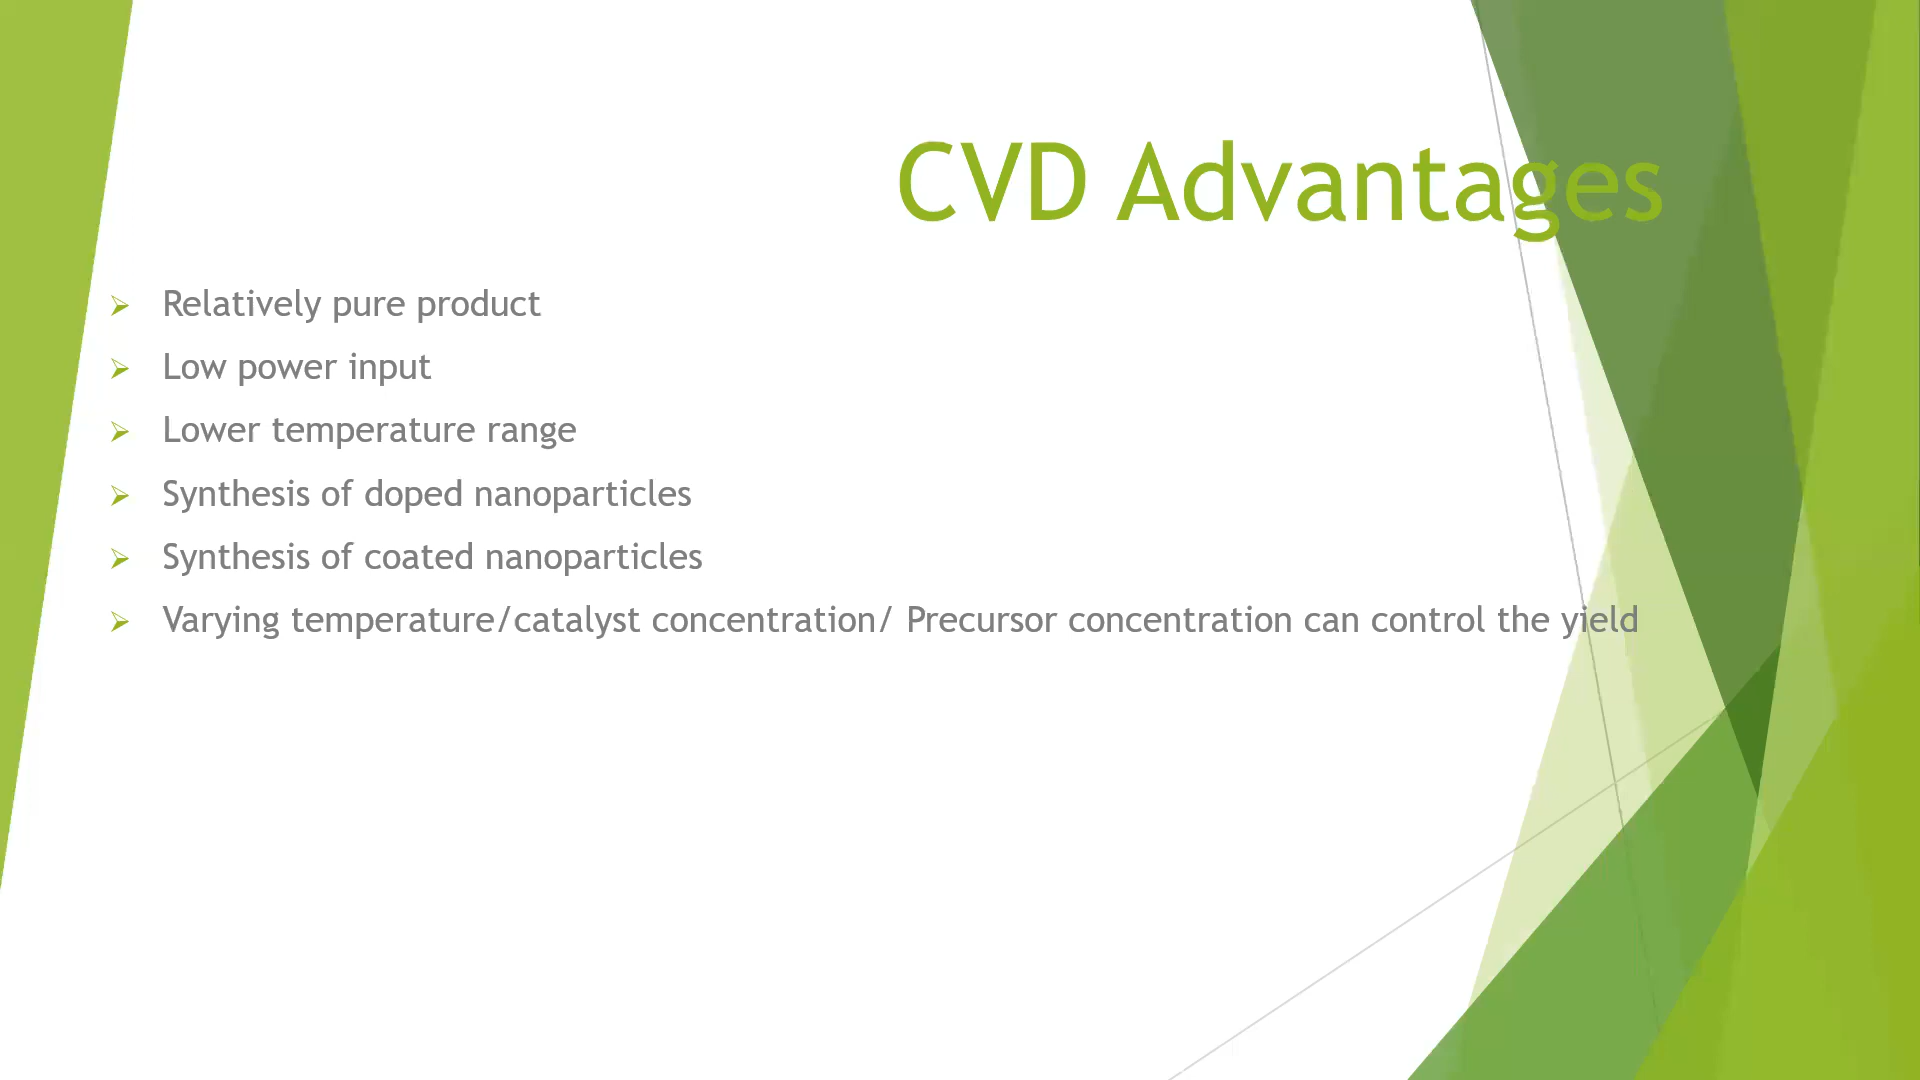 CVD Advantages
Relatively pure product
Low power input
Lower temperature range
Synthesis of doped nanoparticles
Synthesis of coated nanoparticles
Varying temperature/catalyst concentration/ Precursor concentration can control the yield